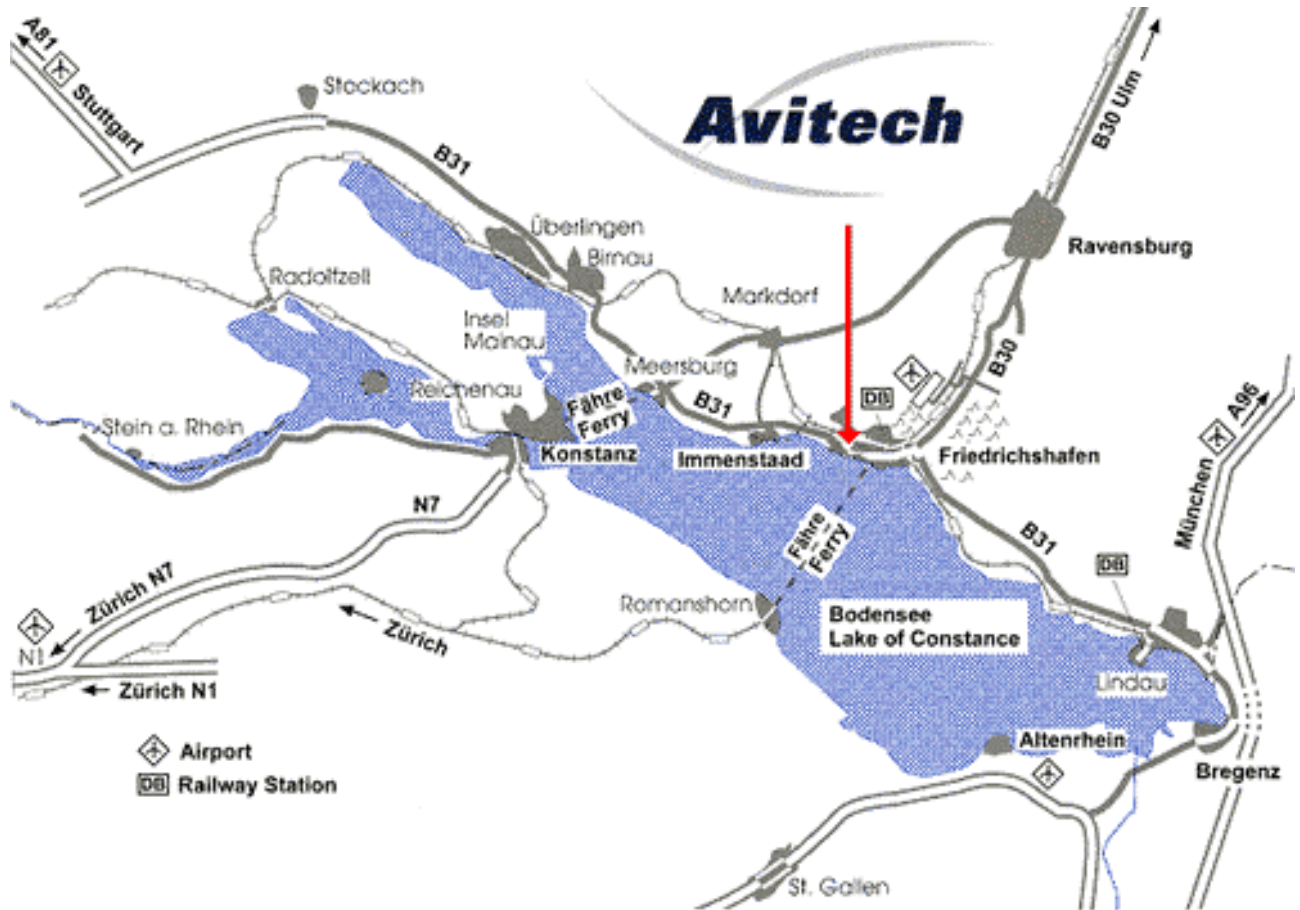 A81
Stuttgart
Stockach
Avitech
B30 Ulm
B31
Überlingen
Birnau
Ravensburg
Radolfzell
Markdorf
Insel
Mainau
Meersburg
B30
Reichenau
Fähre
Ferry
B31
DB
A96
München
Stein a. Rhein
Konstanz
Immenstaad
Friedrichshafen
N7
Fähre
Ferry
B31
DB
Zürich N7
Romanshorn
Zürich
Bodensee
Lake of Constance
N1
Zürich N1
Lindau
Airport
Altenrhein
DB Railway Station
Bregenz
St. Gallen